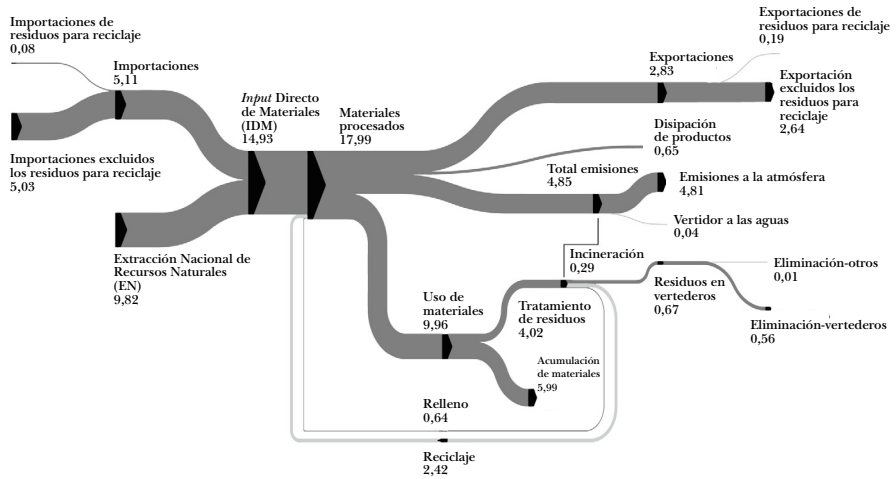 Importaciones de
residuos para reciclaje
0,08
Importaciones
5,11
Importaciones excluidos
los residuos para reciclaje
5,03
Extracción Nacional de
Recursos Naturales
(EN)
9,82
Input Directo
de Materiales
(IDM)
14,93
Materiales
procesados
17,99
Exportaciones
2,83
Exportaciones de
residuos para reciclaje
0,19
Exportación
excluidos los
residuos para
reciclaje
2,64
Disipación
de productos
0,65
Total emisiones
4,85
Emisiones a la atmósfera
4,81
Vertidor a las aguas
0,04
Incineración
0,29
Uso de
materiales
9,96
Tratamiento
de residuos
4,02
Residuos en
vertederos
0,67
Eliminación-otros
0,01
Eliminación-vertederos
0,56
Acumulación
de materiales
5,99
Relleno
0,64
Reciclaje
2,42